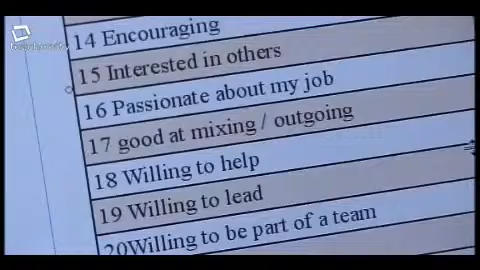 14 Encouraging
15 Interested in others
16 Passionate about my job
17 good at mixing / outgoing
18 Willing to help
19 Willing to lead
20Willing to be part of a team